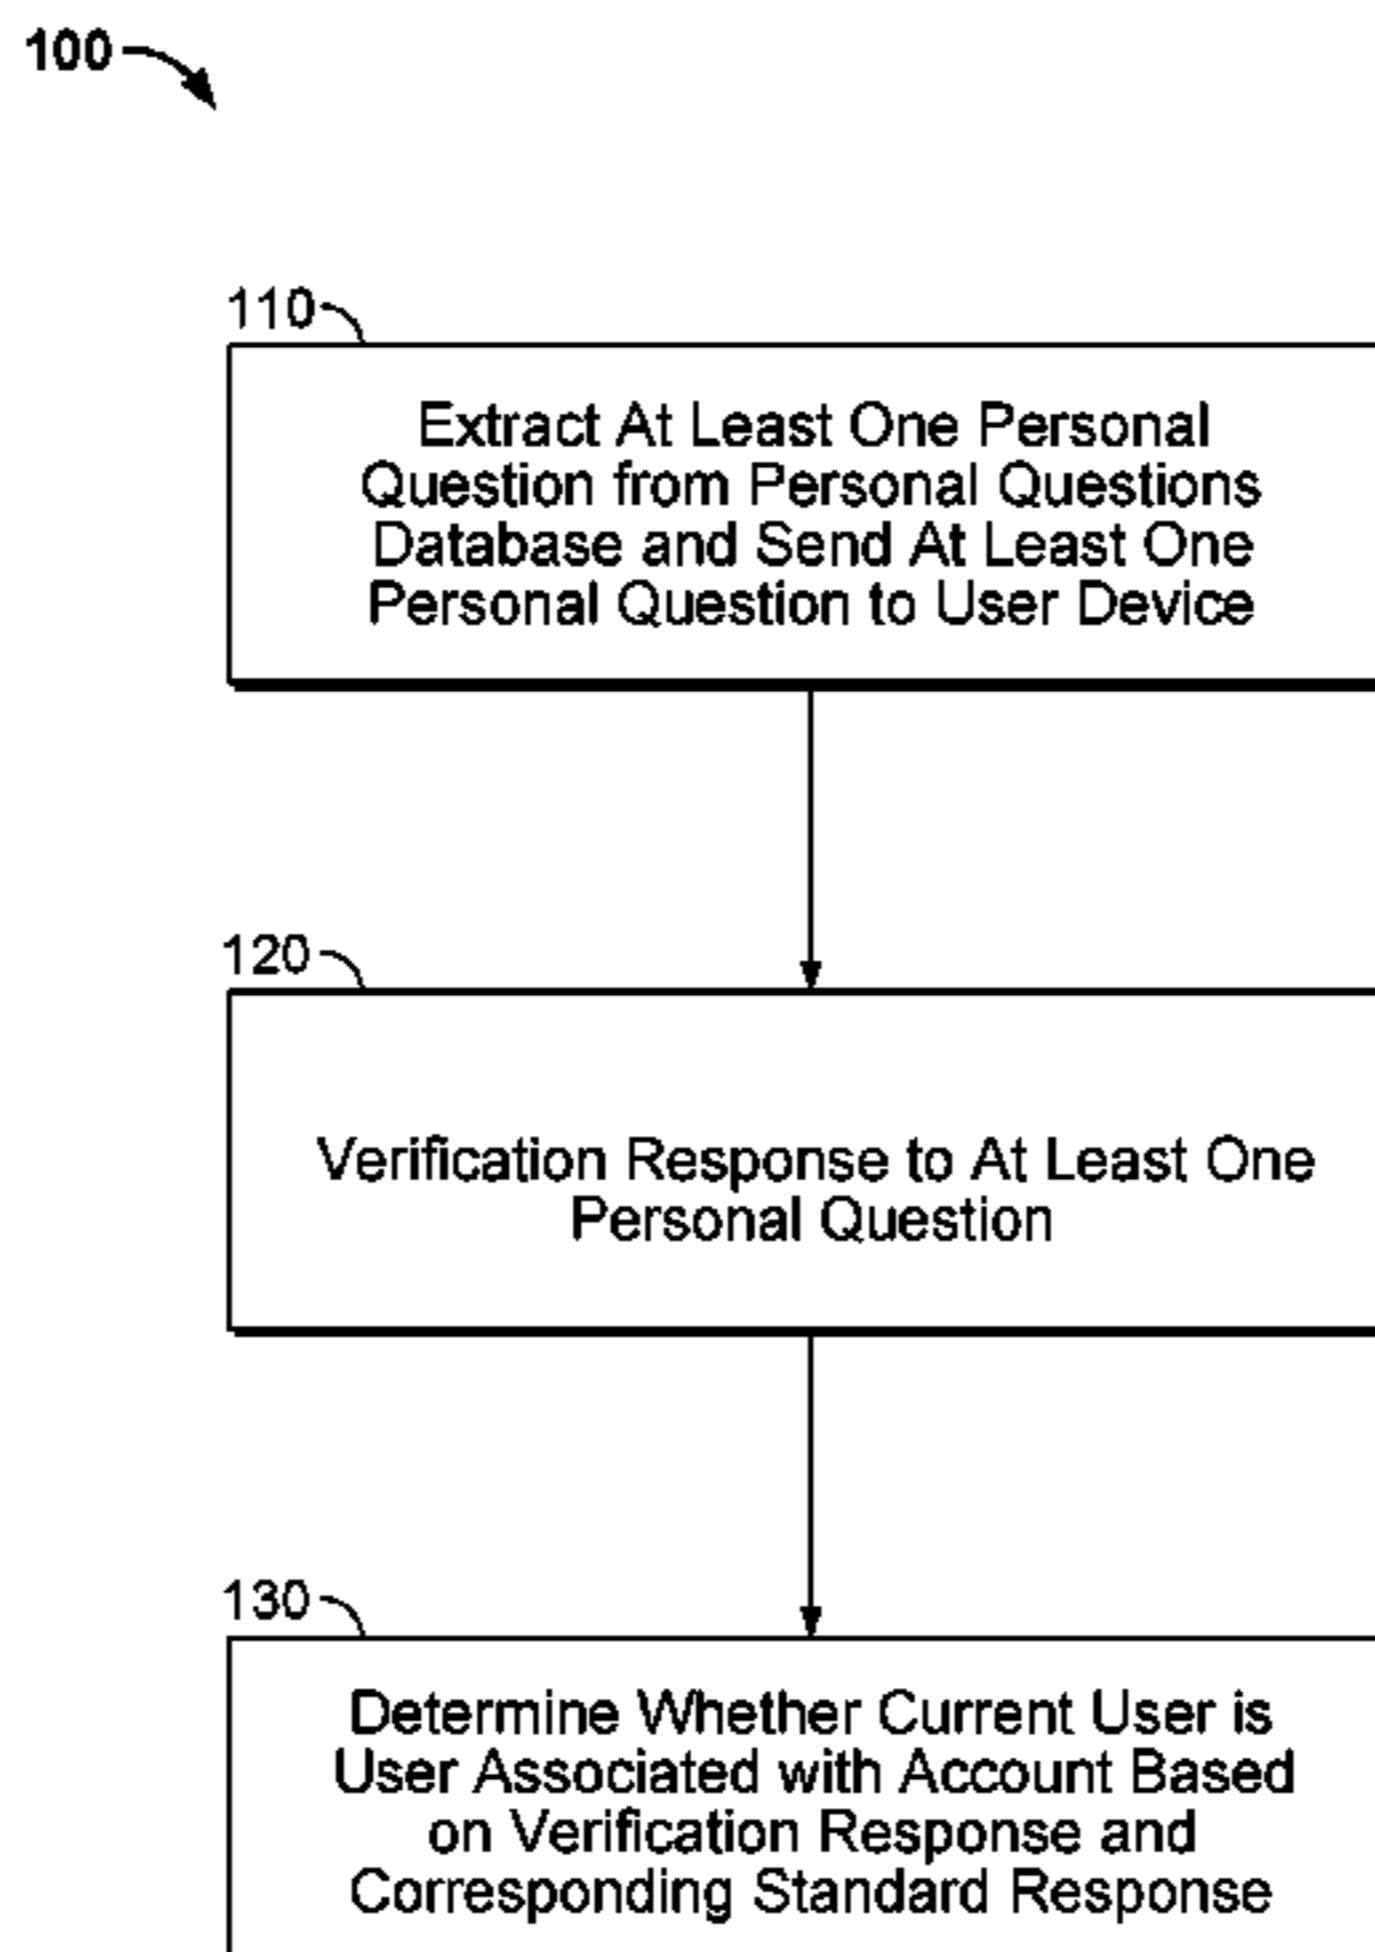 100
110
Extract At Least One Personal
Question from Personal Questions
Database and Send At Least One
Personal Question to User Device
120
Verification Response to At Least One
Personal Question
130
Determine Whether Current User is
User Associated with Account Based
on Verification Response and
Corresponding Standard Response